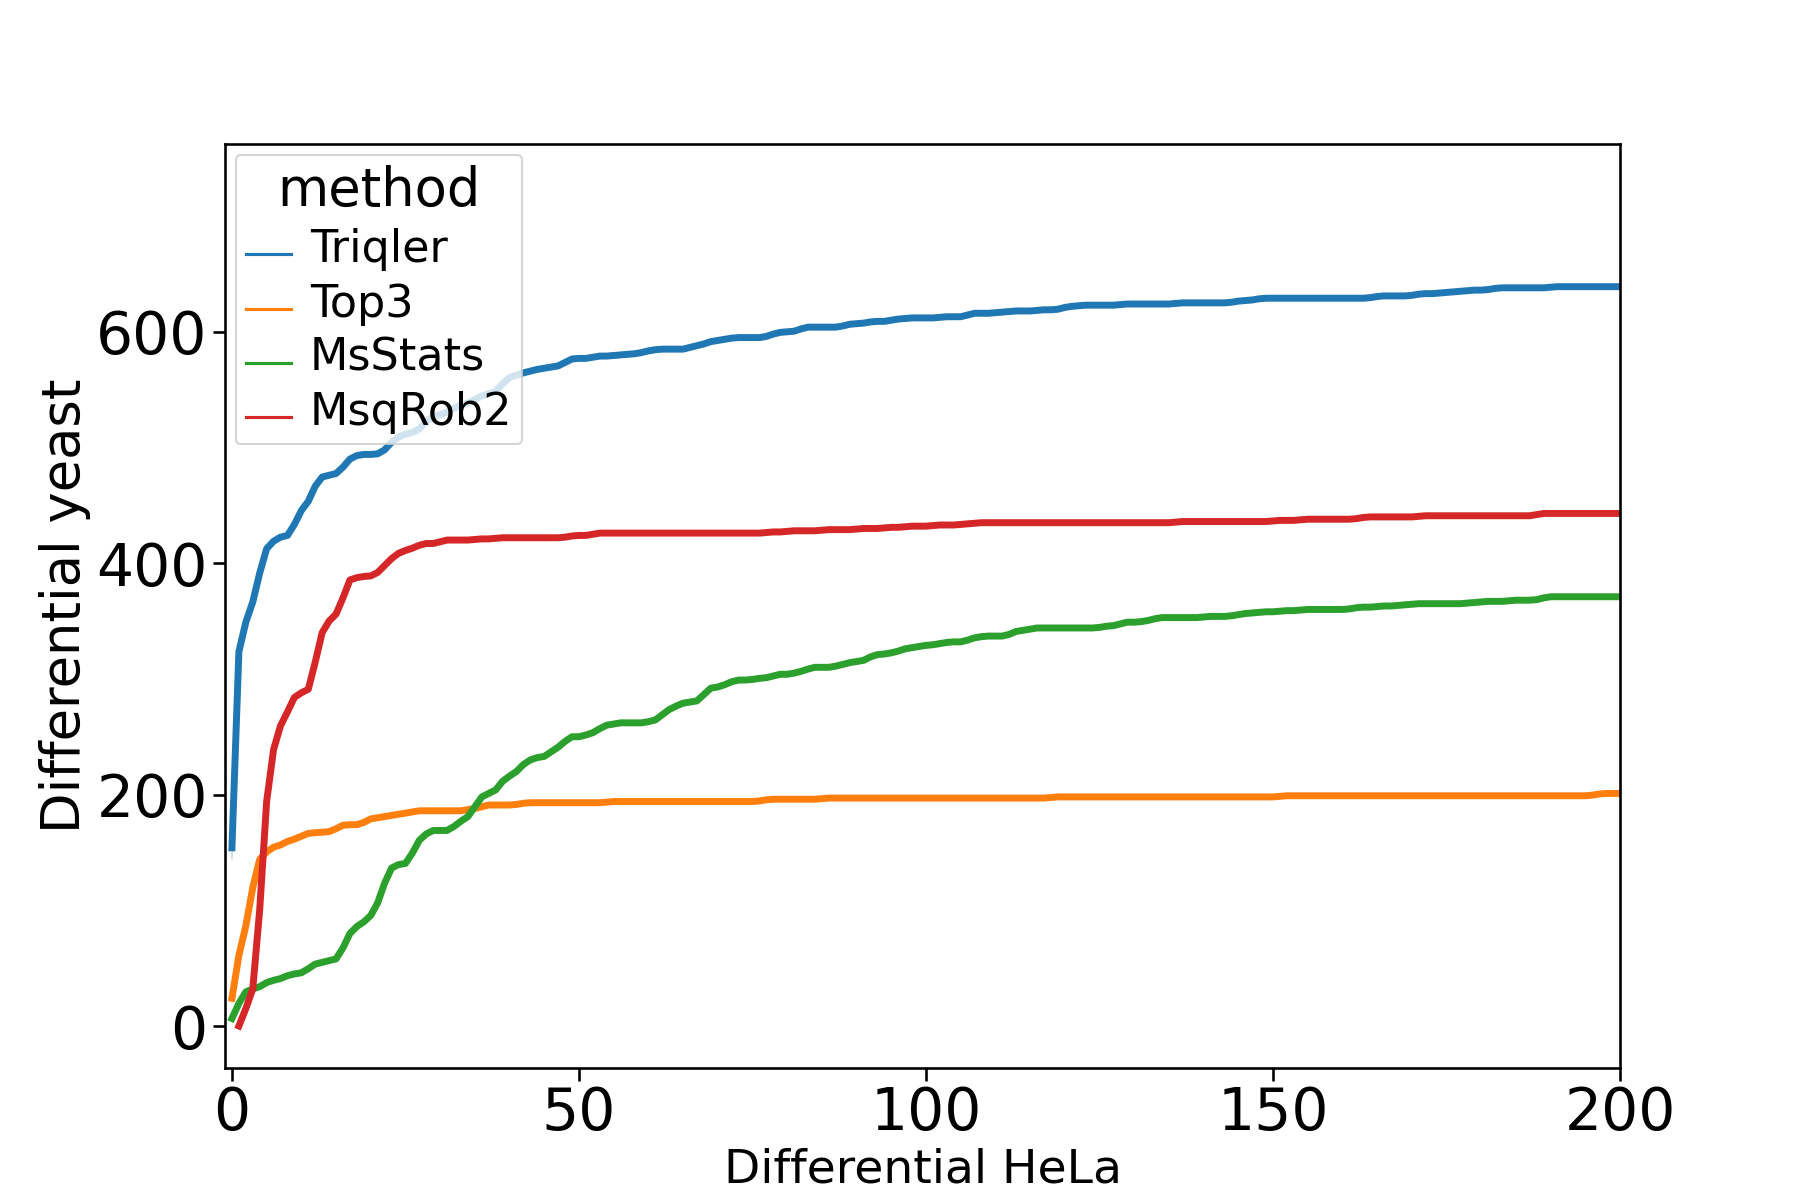 method
Triqler
Top3
MsStats
MsqRob2
Differential yeast
600
400
200
0
0 50 100 150 200
Differential HeLa